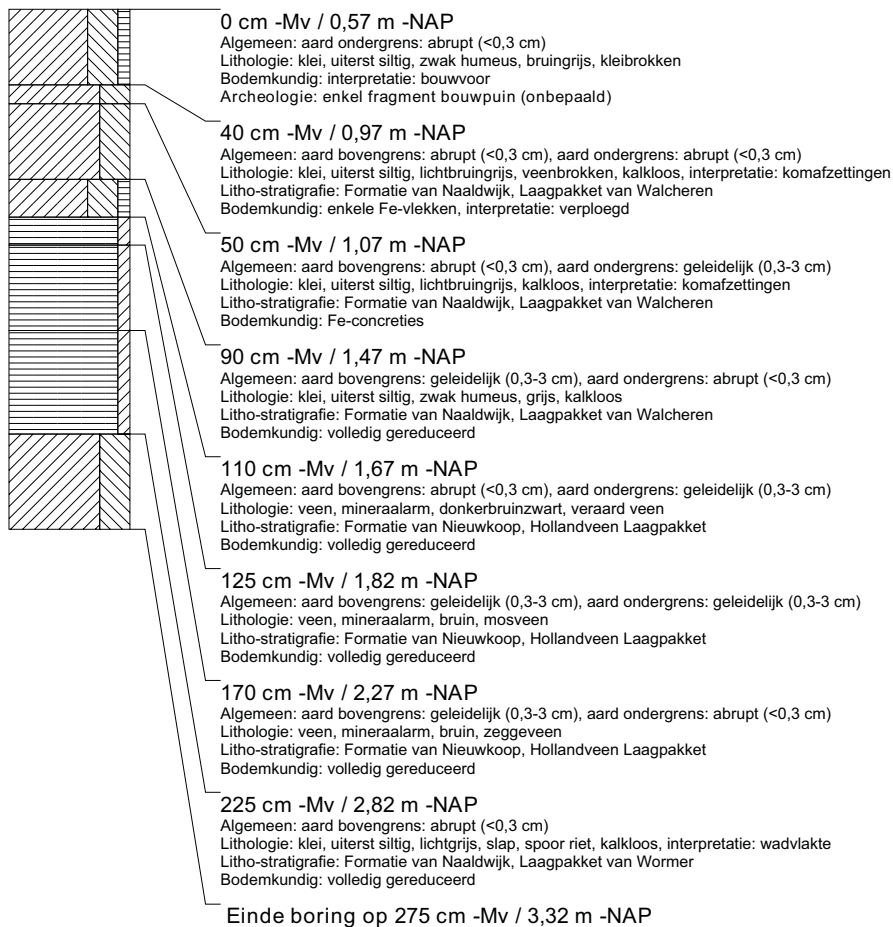 0 cm -Mv / 0,57 m -NAP
Algemeen: aard ondergrens: abrupt (<0,3 cm)
Lithologie: klei, uiterst siltig, zwak humeus, bruingrijs, kleibrokken
Bodemkundig: interpretatie: bouwvoor
Archeologie: enkel fragment bouwpuin (onbepaald)
40 cm -Mv / 0,97 m -NAP
Algemeen: aard bovengrens: abrupt (<0,3 cm), aard ondergrens: abrupt (<0,3 cm)
Lithologie: klei, uiterst siltig, lichtbruingrijs, veenbrokken, kalkloos, interpretatie: komafzettingen
Litho-stratigrafie: Formatie van Naaldwijk, Laagpakket van Walcheren
Bodemkundig: enkele Fe-vlekken, interpretatie: verploegd
50 cm -Mv / 1,07 m -NAP
Algemeen: aard bovengrens: abrupt (<0,3 cm), aard ondergrens: geleidelijk (0,3-3 cm)
Lithologie: klei, uiterst siltig, lichtbruingrijs, kalkloos, interpretatie: komafzettingen
Litho-stratigrafie: Formatie van Naaldwijk, Laagpakket van Walcheren
Bodemkundig: Fe-concreties
90 cm -Mv / 1,47 m -NAP
Algemeen: aard bovengrens: geleidelijk (0,3-3 cm), aard ondergrens: abrupt (<0,3 cm)
Lithologie: klei, uiterst siltig, zwak humeus, grijs, kalkloos
Litho-stratigrafie: Formatie van Naaldwijk, Laagpakket van Walcheren
Bodemkundig: volledig gereduceerd
110 cm -Mv / 1,67 m -NAP
Algemeen: aard bovengrens: abrupt (<0,3 cm), aard ondergrens: geleidelijk (0,3-3 cm)
Lithologie: veen, mineraalarm, donkerbruinzwart, veraard veen
Litho-stratigrafie: Formatie van Nieuwkoop, Hollandveen Laagpakket
Bodemkundig: volledig gereduceerd
125 cm -Mv / 1,82 m -NAP
Algemeen: aard bovengrens: geleidelijk (0,3-3 cm), aard ondergrens: geleidelijk (0,3-3 cm)
Lithologie: veen, mineraalarm, bruin, mosveen
Litho-stratigrafie: Formatie van Nieuwkoop, Hollandveen Laagpakket
Bodemkundig: volledig gereduceerd
170 cm -Mv / 2,27 m -NAP
Algemeen: aard bovengrens: geleidelijk (0,3-3 cm), aard ondergrens: abrupt (<0,3 cm)
Lithologie: veen, mineraalarm, bruin, zeggeveen
Litho-stratigrafie: Formatie van Nieuwkoop, Hollandveen Laagpakket
Bodemkundig: volledig gereduceerd
225 cm -Mv / 2,82 m -NAP
Algemeen: aard bovengrens: abrupt (<0,3 cm)
Lithologie: klei, uiterst siltig, lichtgrijs, slap, spoor riet, kalkloos, interpretatie: wadvlakte
Litho-stratigrafie: Formatie van Naaldwijk, Laagpakket van Wormer
Bodemkundig: volledig gereduceerd
Einde boring op 275 cm -Mv / 3,32 m -NAP